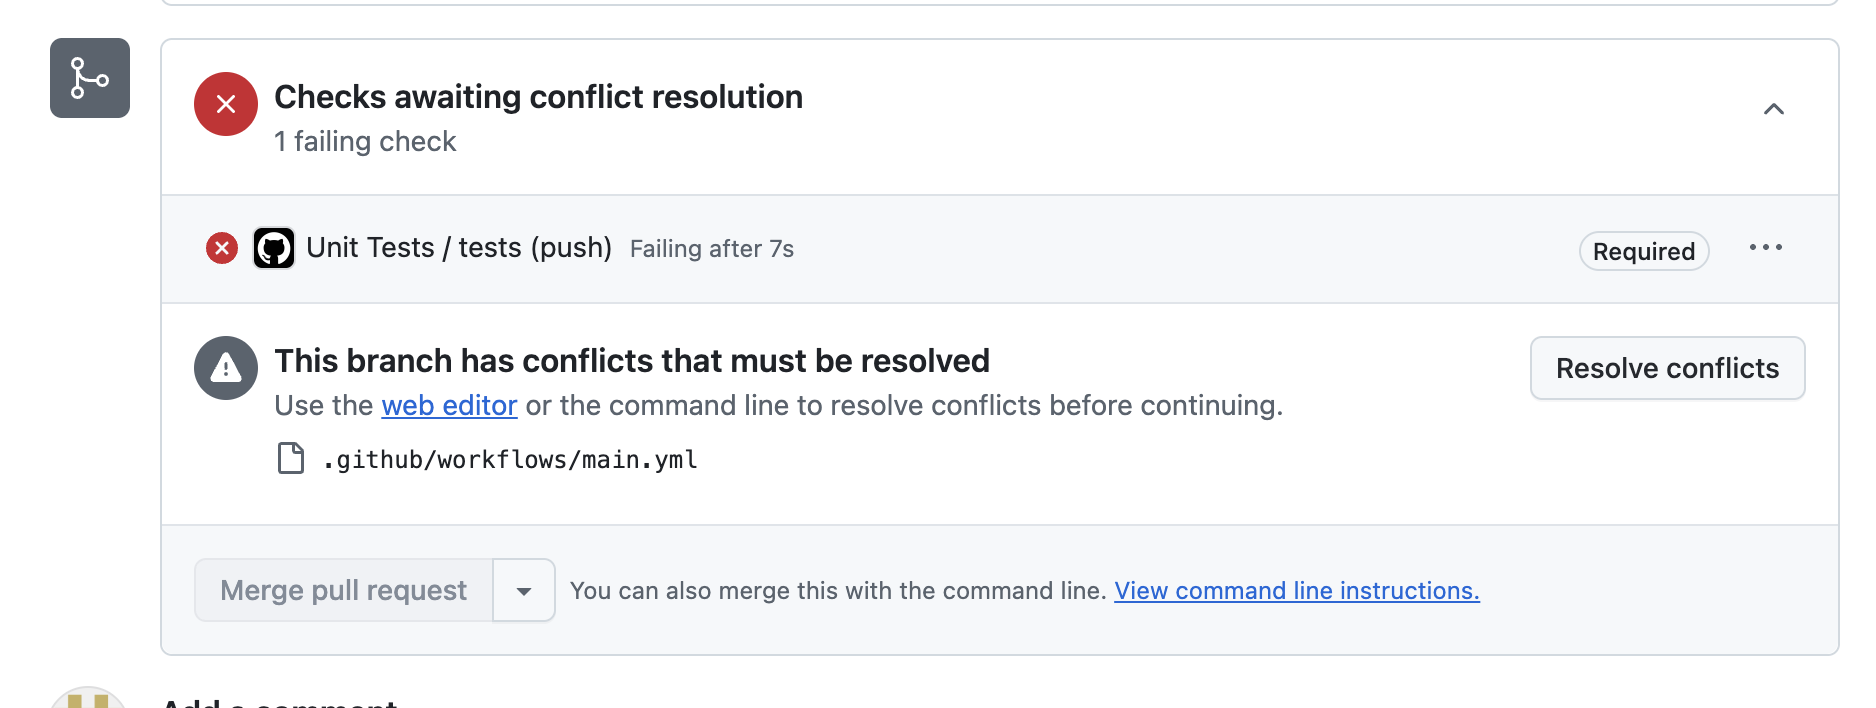 Checks awaiting conflict resolution
1 failing check
Unit Tests / tests (push) Failing after 7s Required
This branch has conflicts that must be resolved
Use the web editor or the command line to resolve conflicts before continuing.
Resolve conflicts
.github/workflows/main.yml
Merge pull request You can also merge this with the command line. View command line instructions.
Add a comment